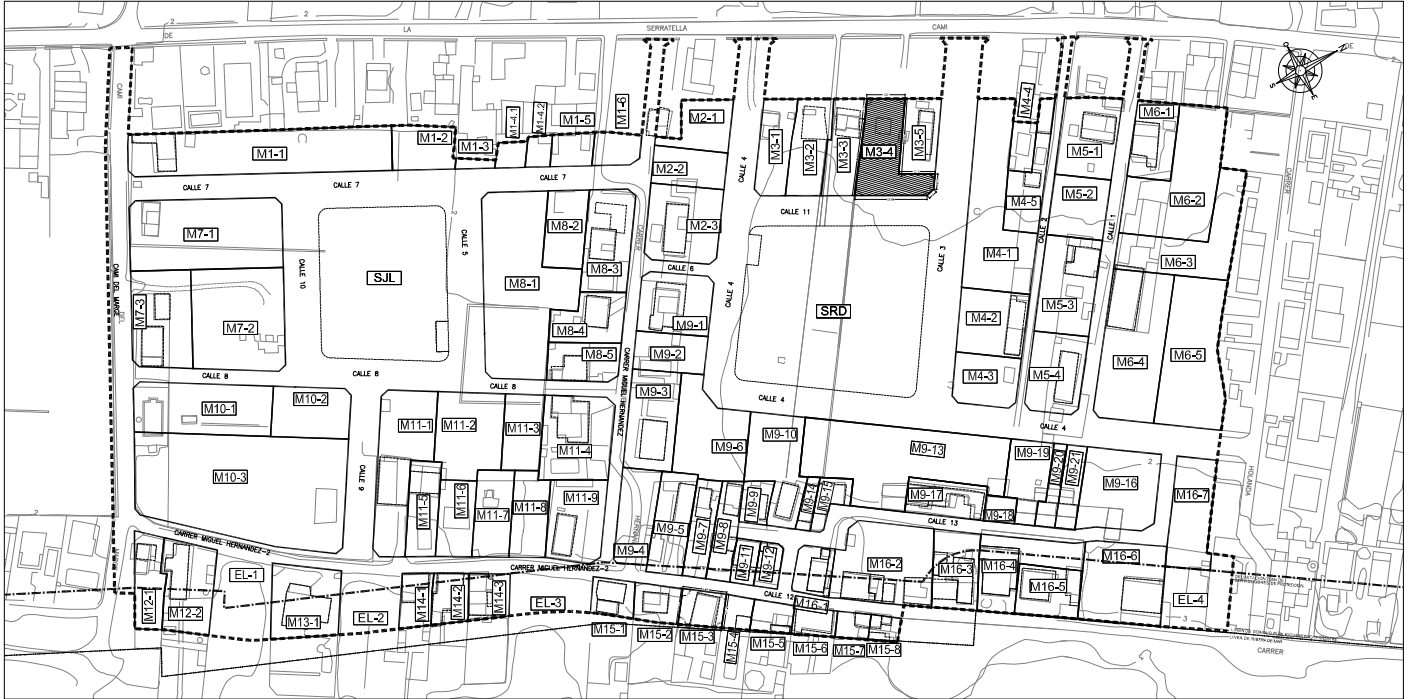 2
2
DE
LA
SERRATELLA
CAMI
DE
O
N
S
E
CAMI
M1-1
M1-2
M1-3
M1-4.1
M1-4.2
M1-5
M1-6
M2-1
M2-2
M2-3
M3-1
M3-2
M3-3
M3-4
M3-5
M4-4
M4-5
M5-1
M5-2
M6-1
M6-2
M6-3
CALLE 7
CALLE 7
CALLE 7
CALLE 4
CALLE 11
CALLE 3
CALLE 2
CALLE 1
CARRER
CARRER
M7-1
M7-2
M7-3
CAMI DEL MARGE
DEL
CALLE 10
SJL
2
CALLE 5
M8-1
M8-2
M8-3
M8-4
M8-5
CALLE 6
CALLE 4
SRD
M4-1
M4-2
M4-3
M5-3
M5-4
M6-4
M6-5
M9-1
M9-2
M9-3
CARRER MIGUEL HERNANDEZ
CALLE 8
CALLE 8
CALLE 8
CALLE 4
CALLE 4
M10-1
M10-2
M10-3
CALLE 9
M11-1
M11-2
M11-3
M11-4
M11-5
M11-6
M11-7
M11-8
M11-9
M9-4
M9-5
M9-6
M9-7
M9-8
M9-9
M9-10
M9-11
M9-12
M9-13
M9-14
M9-15
M9-16
M9-17
M9-18
M9-19
M9-20
M9-21
2
2
HOLANDA
CALLE 13
CARRER MIGUEL HERNANDEZ-2
CARRER MIGUEL HERNANDEZ-2
CALLE 12
M12-1
M12-2
EL-1
M13-1
EL-2
M14-1
M14-2
M14-3
EL-3
M15-1
M15-2
M15-3
M15-4
M15-5
M15-6
M15-7
M15-8
M16-1
M16-2
M16-3
M16-4
M16-5
M16-6
M16-7
EL-4
3
CARRER